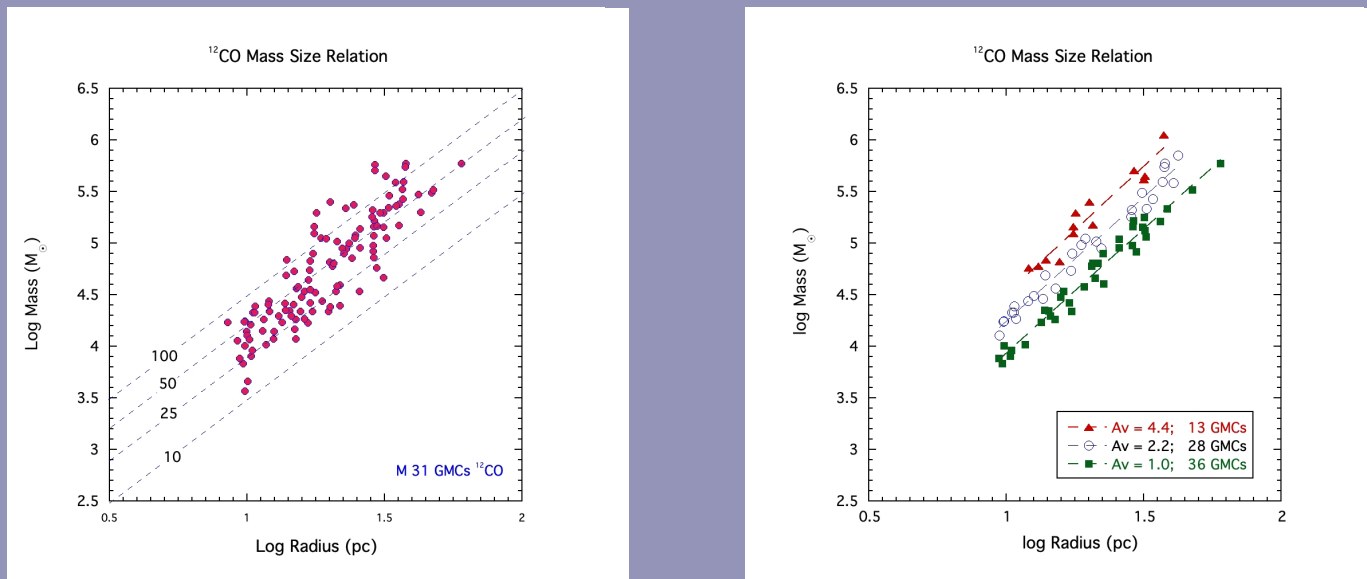 ¹²CO Mass Size Relation
6.5
6
5.5
5
4.5
4
3.5
3
2.5
Log Mass (M☉)
100
50
25
10
M 31 GMCs ¹²CO
0.5 1 1.5 2
Log Radius (pc)
¹²CO Mass Size Relation
6.5
6
5.5
5
4.5
4
3.5
3
2.5
log Mass (M☉)
Av = 4.4; 13 GMCs
Av = 2.2; 28 GMCs
Av = 1.0; 36 GMCs
0.5 1 1.5 2
log Radius (pc)